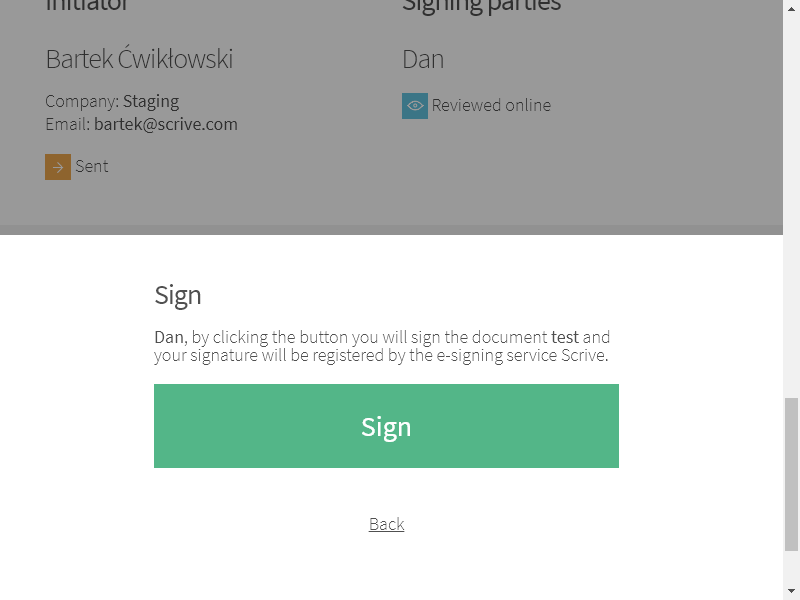 Initiator
Signing parties
Bartek Ćwikłowski
Dan
Company: Staging
Email: bartek@scrive.com
Reviewed online
Sent
Sign
Dan, by clicking the button you will sign the document test and
your signature will be registered by the e-signing service Scrive.
Sign
Back